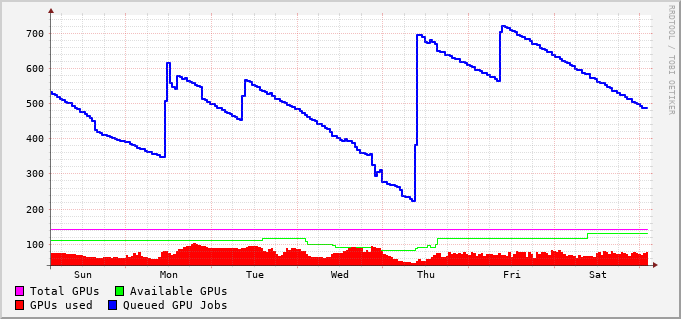 RRDTOOL / TOBI OETIKER
700
600
500
400
300
200
100
Sun Mon Tue Wed Thu Fri Sat
Total GPUs Available GPUs
GPUs used Queued GPU Jobs